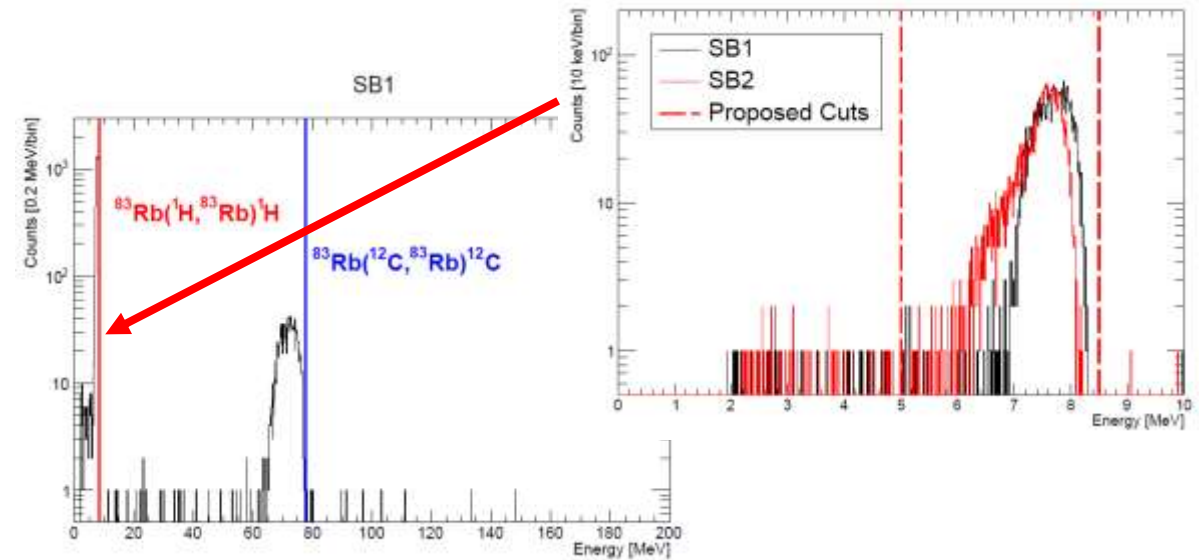 SB1
Counts [0.2 MeV/bin]
10³
10²
10
1
⁸³Rb(¹H,⁸³Rb)¹H
⁸³Rb(¹²C,⁸³Rb)¹²C
0 20 40 60 80 100 120 140 160 180 200
Energy [MeV]
Counts [10 keV/bin]
10²
10
1
SB1
SB2
Proposed Cuts
0 1 2 3 4 5 6 7 8 9 10
Energy [MeV]